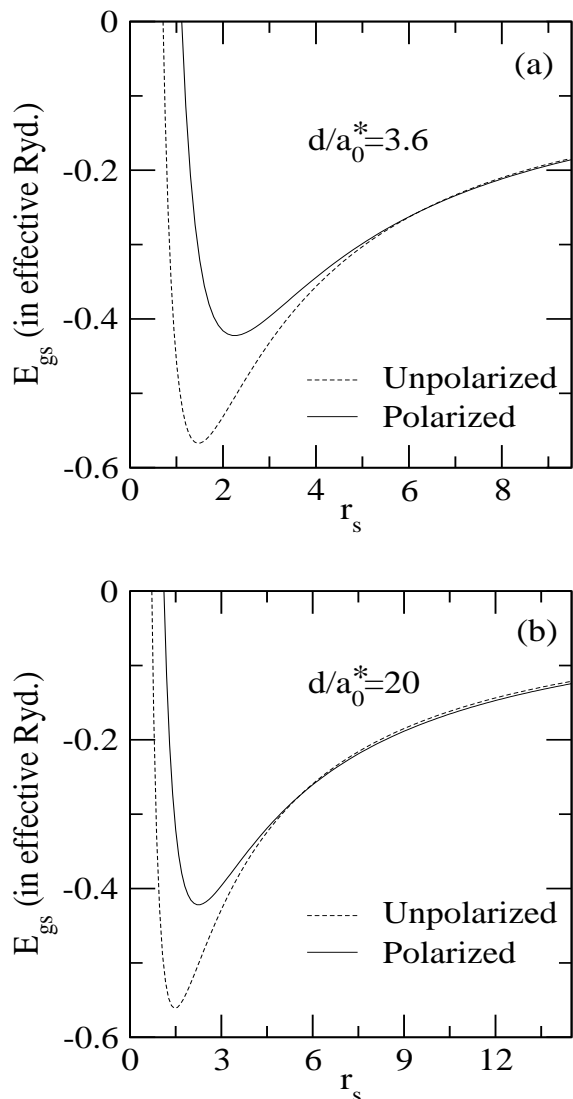 0
(a)
d/a₀*=3.6
-0.2
-0.4
Unpolarized
Polarized
-0.6
0 2 4 6 8
r_s
E_gs (in effective Ryd.)
0
(b)
d/a₀*=20
-0.2
-0.4
Unpolarized
Polarized
-0.6
0 3 6 9 12
r_s
E_gs (in effective Ryd.)